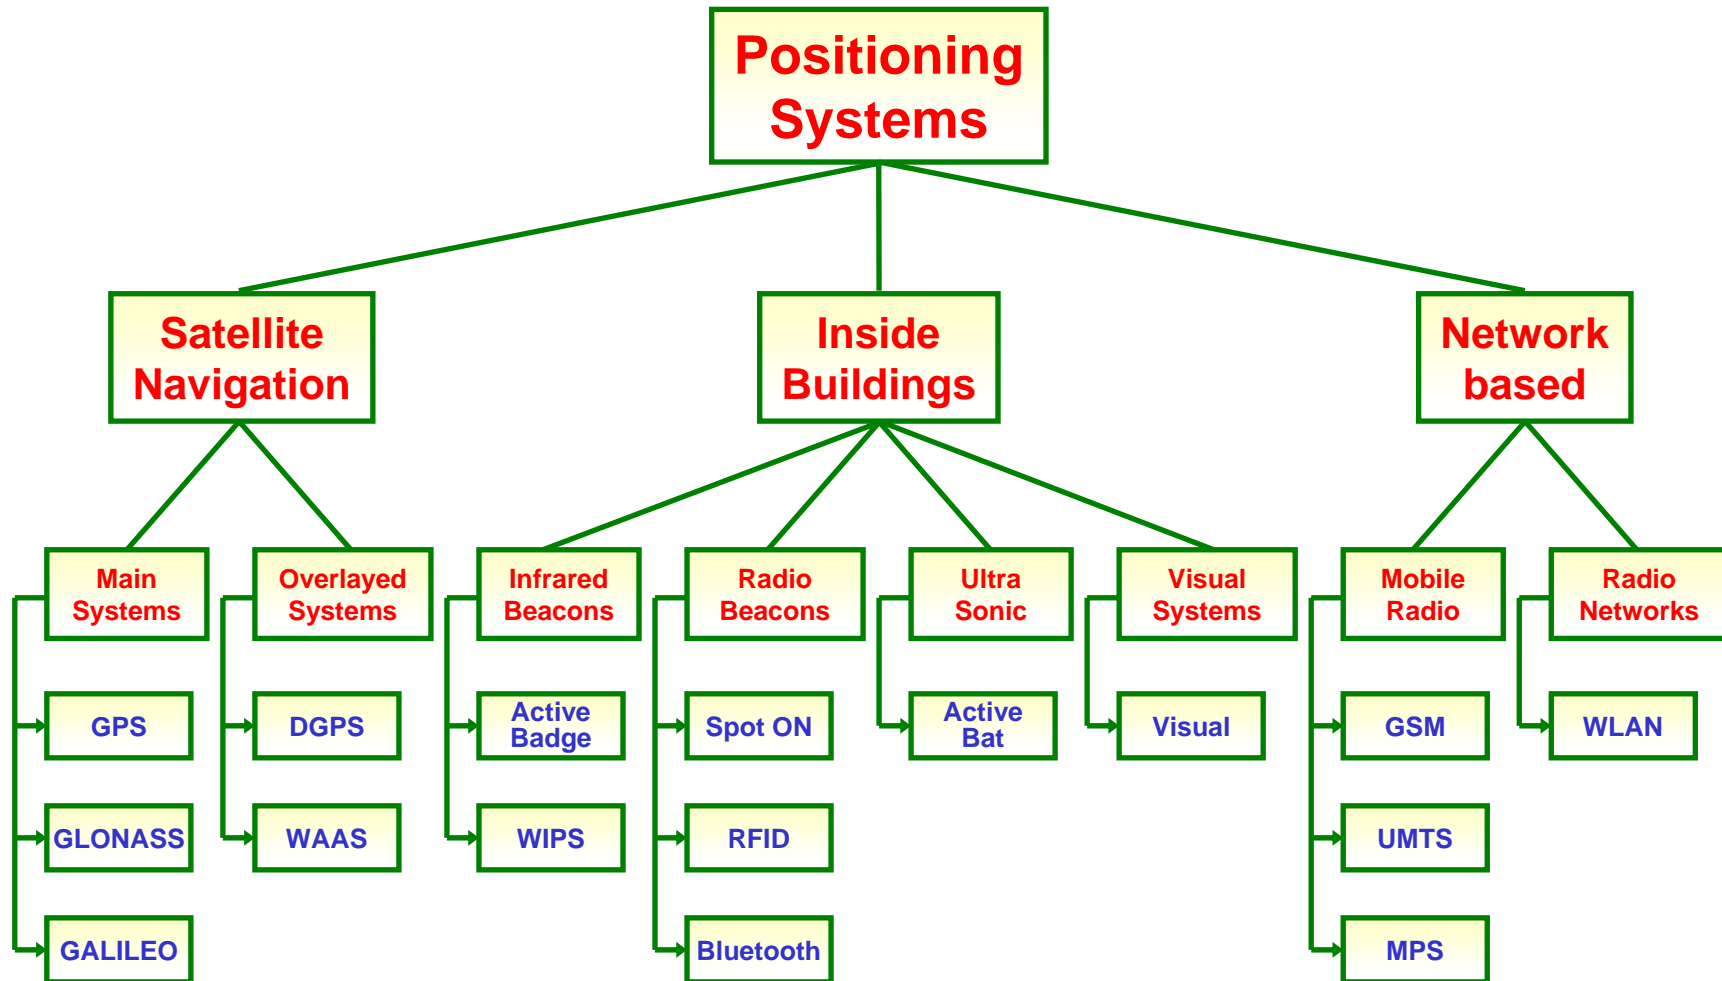 Positioning
Systems
Satellite
Navigation
Inside
Buildings
Network
based
Main
Systems
Overlayed
Systems
Infrared
Beacons
Radio
Beacons
Ultra
Sonic
Visual
Systems
Mobile
Radio
Radio
Networks
GPS
DGPS
Active
Badge
Spot ON
Active
Bat
Visual
GSM
WLAN
GLONASS
WAAS
WIPS
RFID
UMTS
GALILEO
Bluetooth
MPS